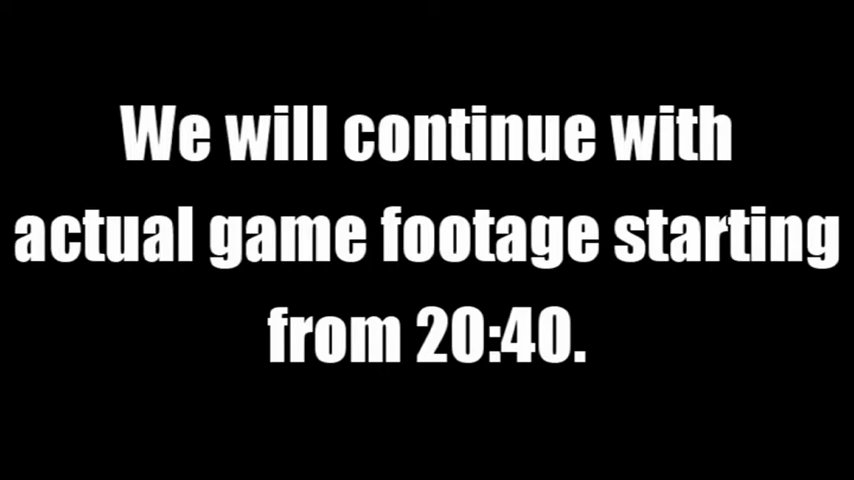 We will continue with
actual game footage starting
from 20:40.